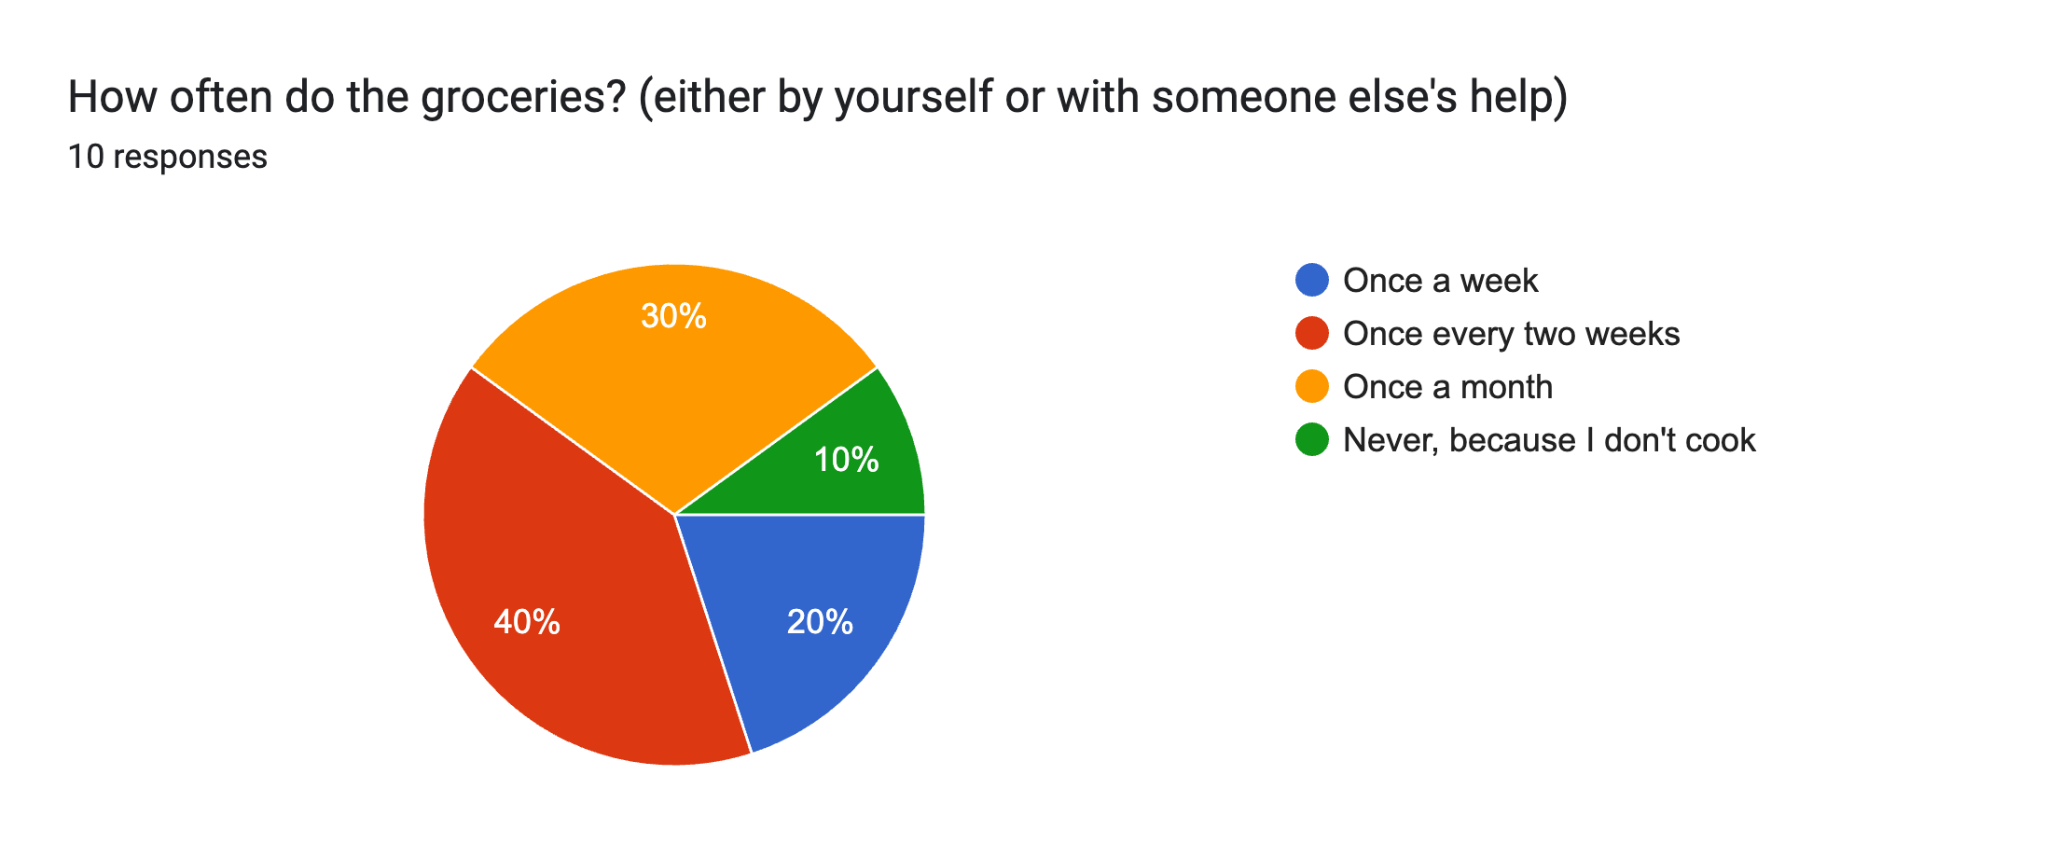 How often do the groceries? (either by yourself or with someone else's help)
10 responses
30%
10%
40%
20%
Once a week
Once every two weeks
Once a month
Never, because I don't cook